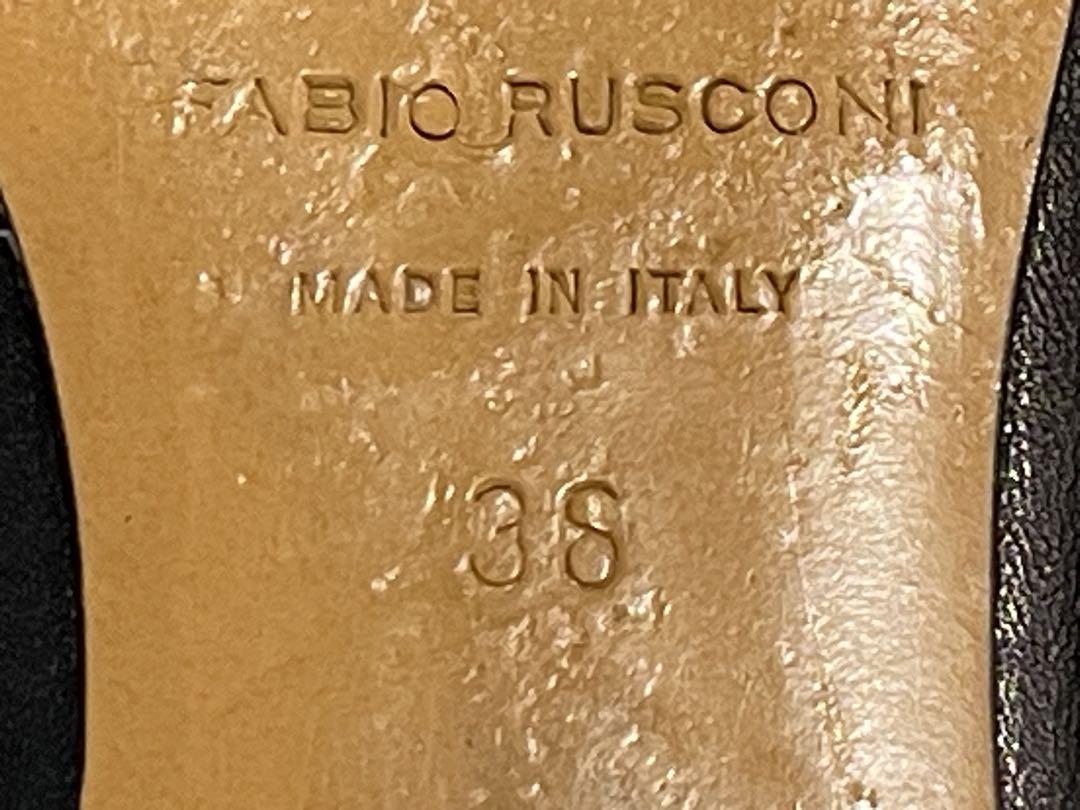 FABIO RUSCONI
MADE IN ITALY
38